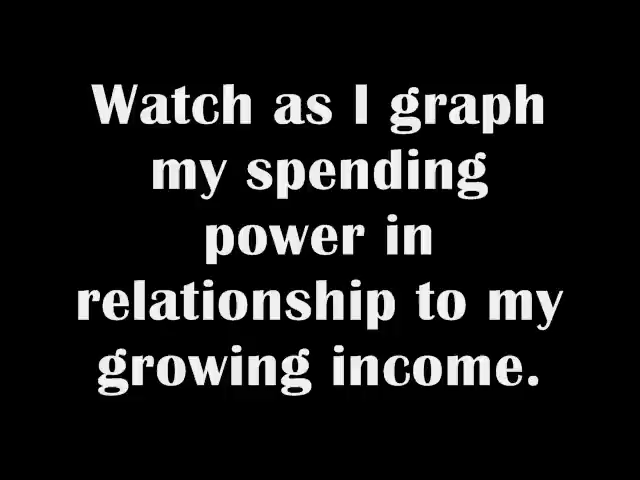 Watch as I graph
my spending
power in
relationship to my
growing income.